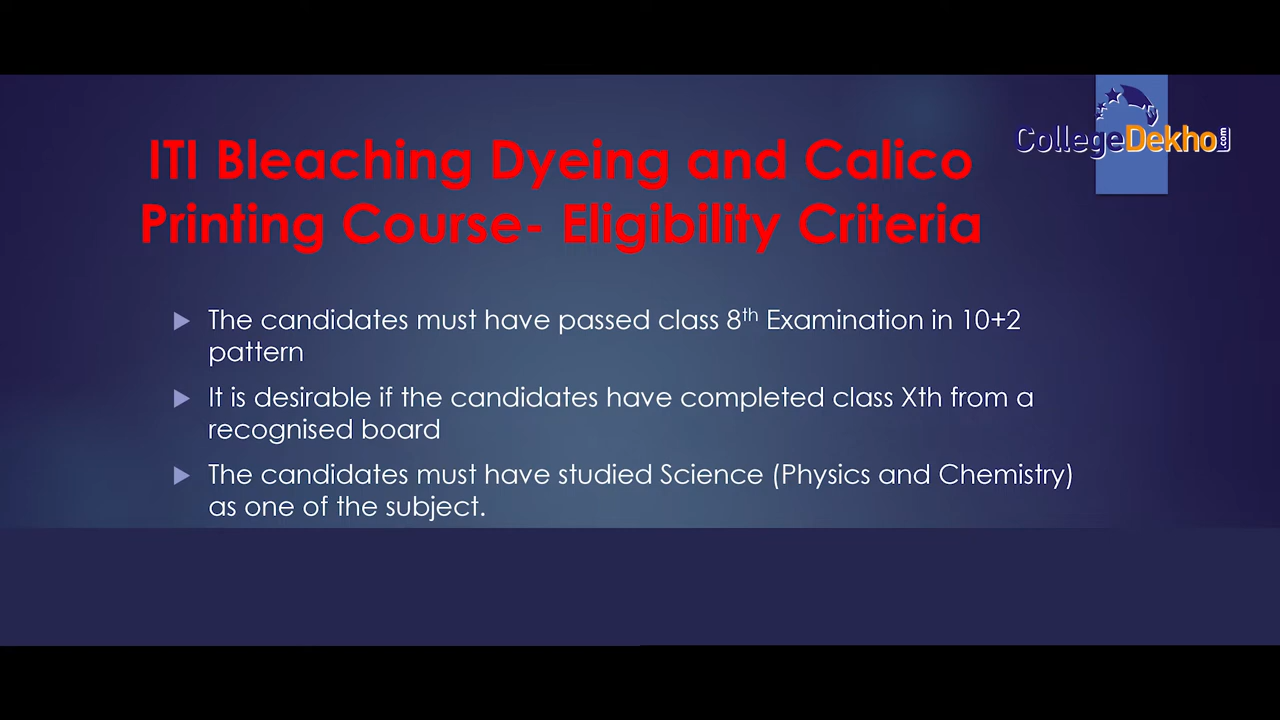 CollegeDekho.com
ITI Bleaching Dyeing and Calico
Printing Course- Eligibility Criteria
The candidates must have passed class 8th Examination in 10+2
pattern
It is desirable if the candidates have completed class Xth from a
recognised board
The candidates must have studied Science (Physics and Chemistry)
as one of the subject.